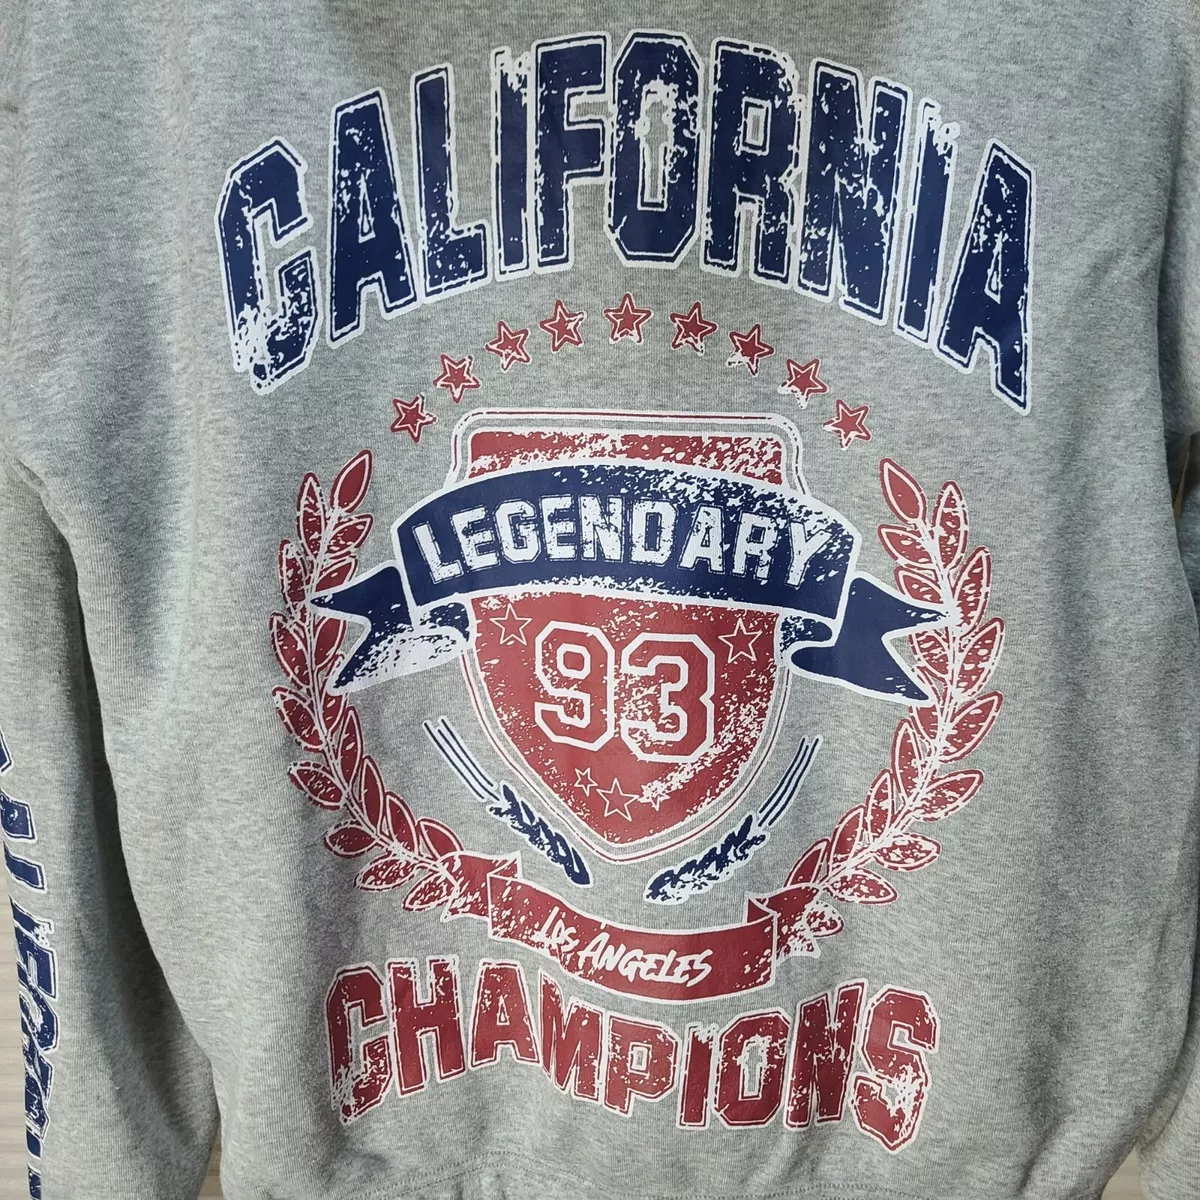 CALIFORNIA
LEGENDARY
93
LOS ANGELES
CHAMPIONS